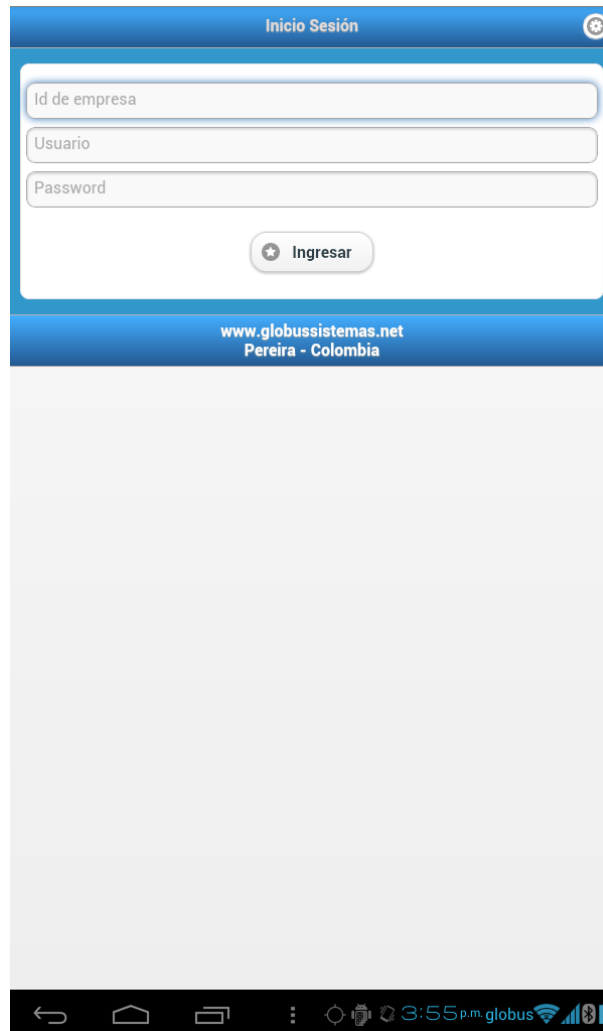 Inicio Sesión
Id de empresa
Usuario
Password
Ingresar
www.globussistemas.net
Pereira - Colombia
3:55 p.m. globus